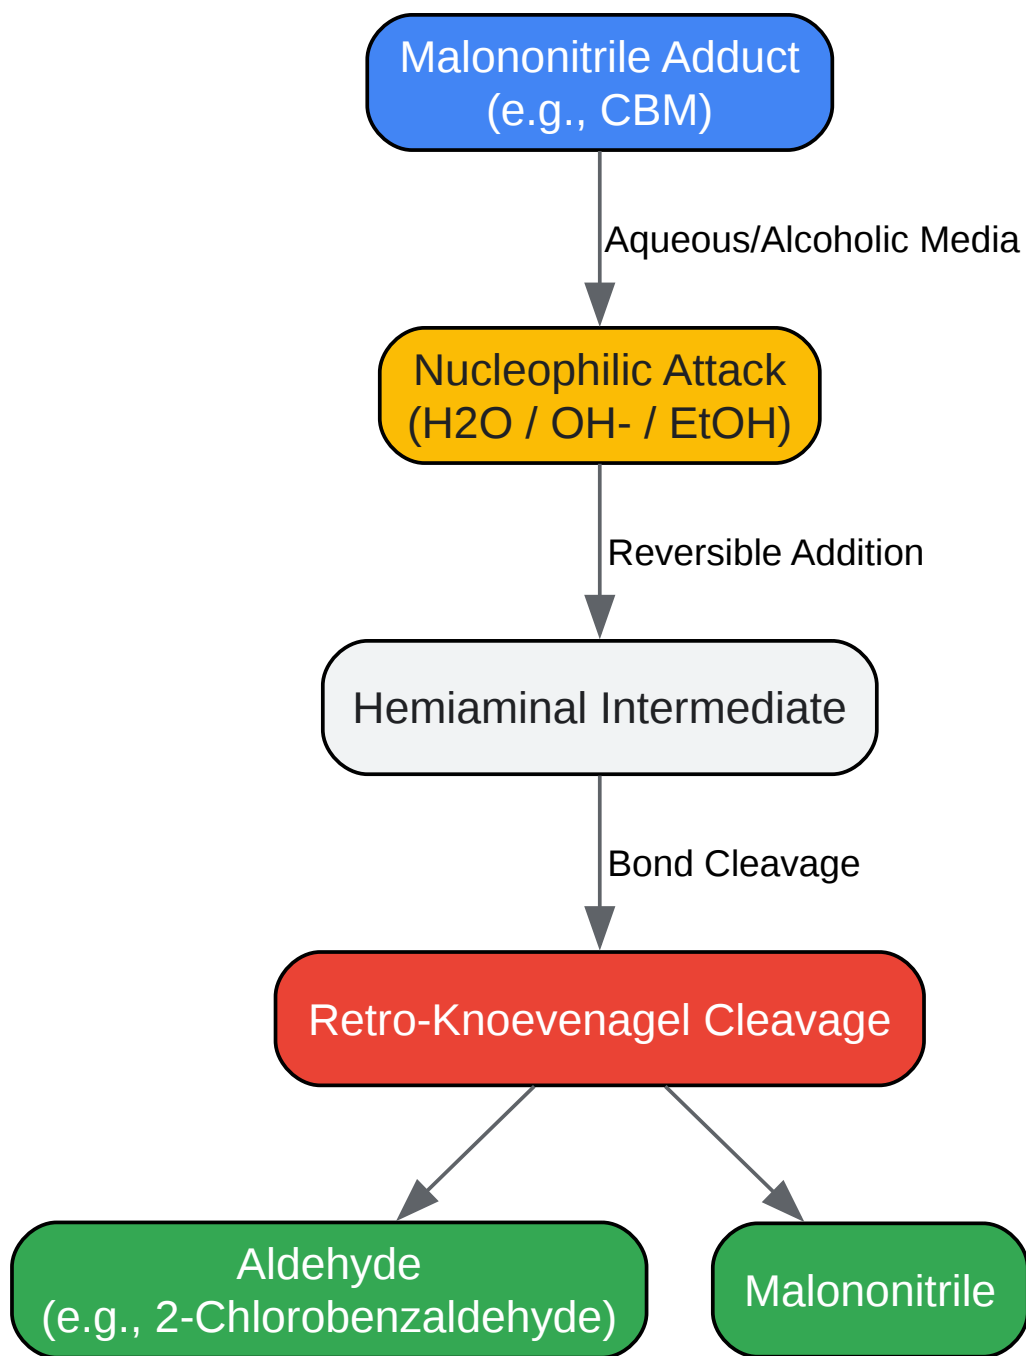 Malononitrile Adduct
(e.g., CBM)
Aqueous/Alcoholic Media
Nucleophilic Attack
(H2O / OH- / EtOH)
Reversible Addition
Hemiaminal Intermediate
Bond Cleavage
Retro-Knoevenagel Cleavage
Aldehyde
(e.g., 2-Chlorobenzaldehyde)
Malononitrile